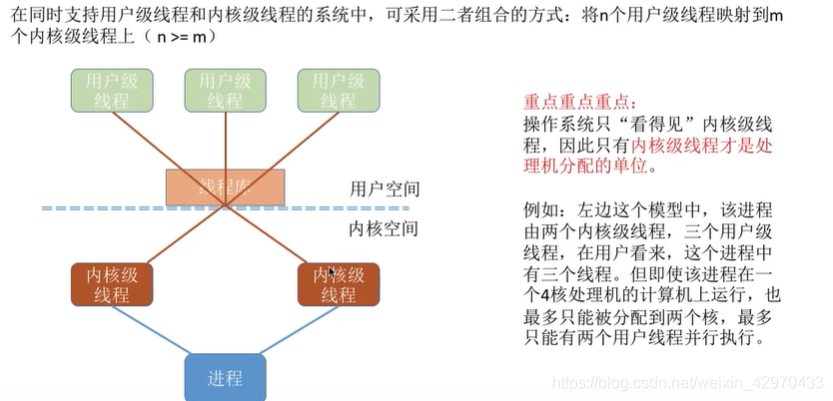 在同时支持用户级线程和内核级线程的系统中，可采用二者组合的方式：将n个用户级线程映射到m
个内核级线程上（ n >= m）
用户级
线程
用户级
线程
用户级
线程
线程库
用户空间
内核空间
内核级
线程
内核级
线程
进程
重点重点重点：
操作系统只“看得见”内核级线
程，因此只有内核级线程才是处
理机分配的单位。
例如：左边这个模型中，该进程
由两个内核级线程，三个用户级
线程，在用户看来，这个进程中
有三个线程。但即使该进程在一
个4核处理机的计算机上运行，也
最多只能被分配到两个核，最多
只能有两个用户线程并行执行。
https://blog.csdn.net/weixin_42970433